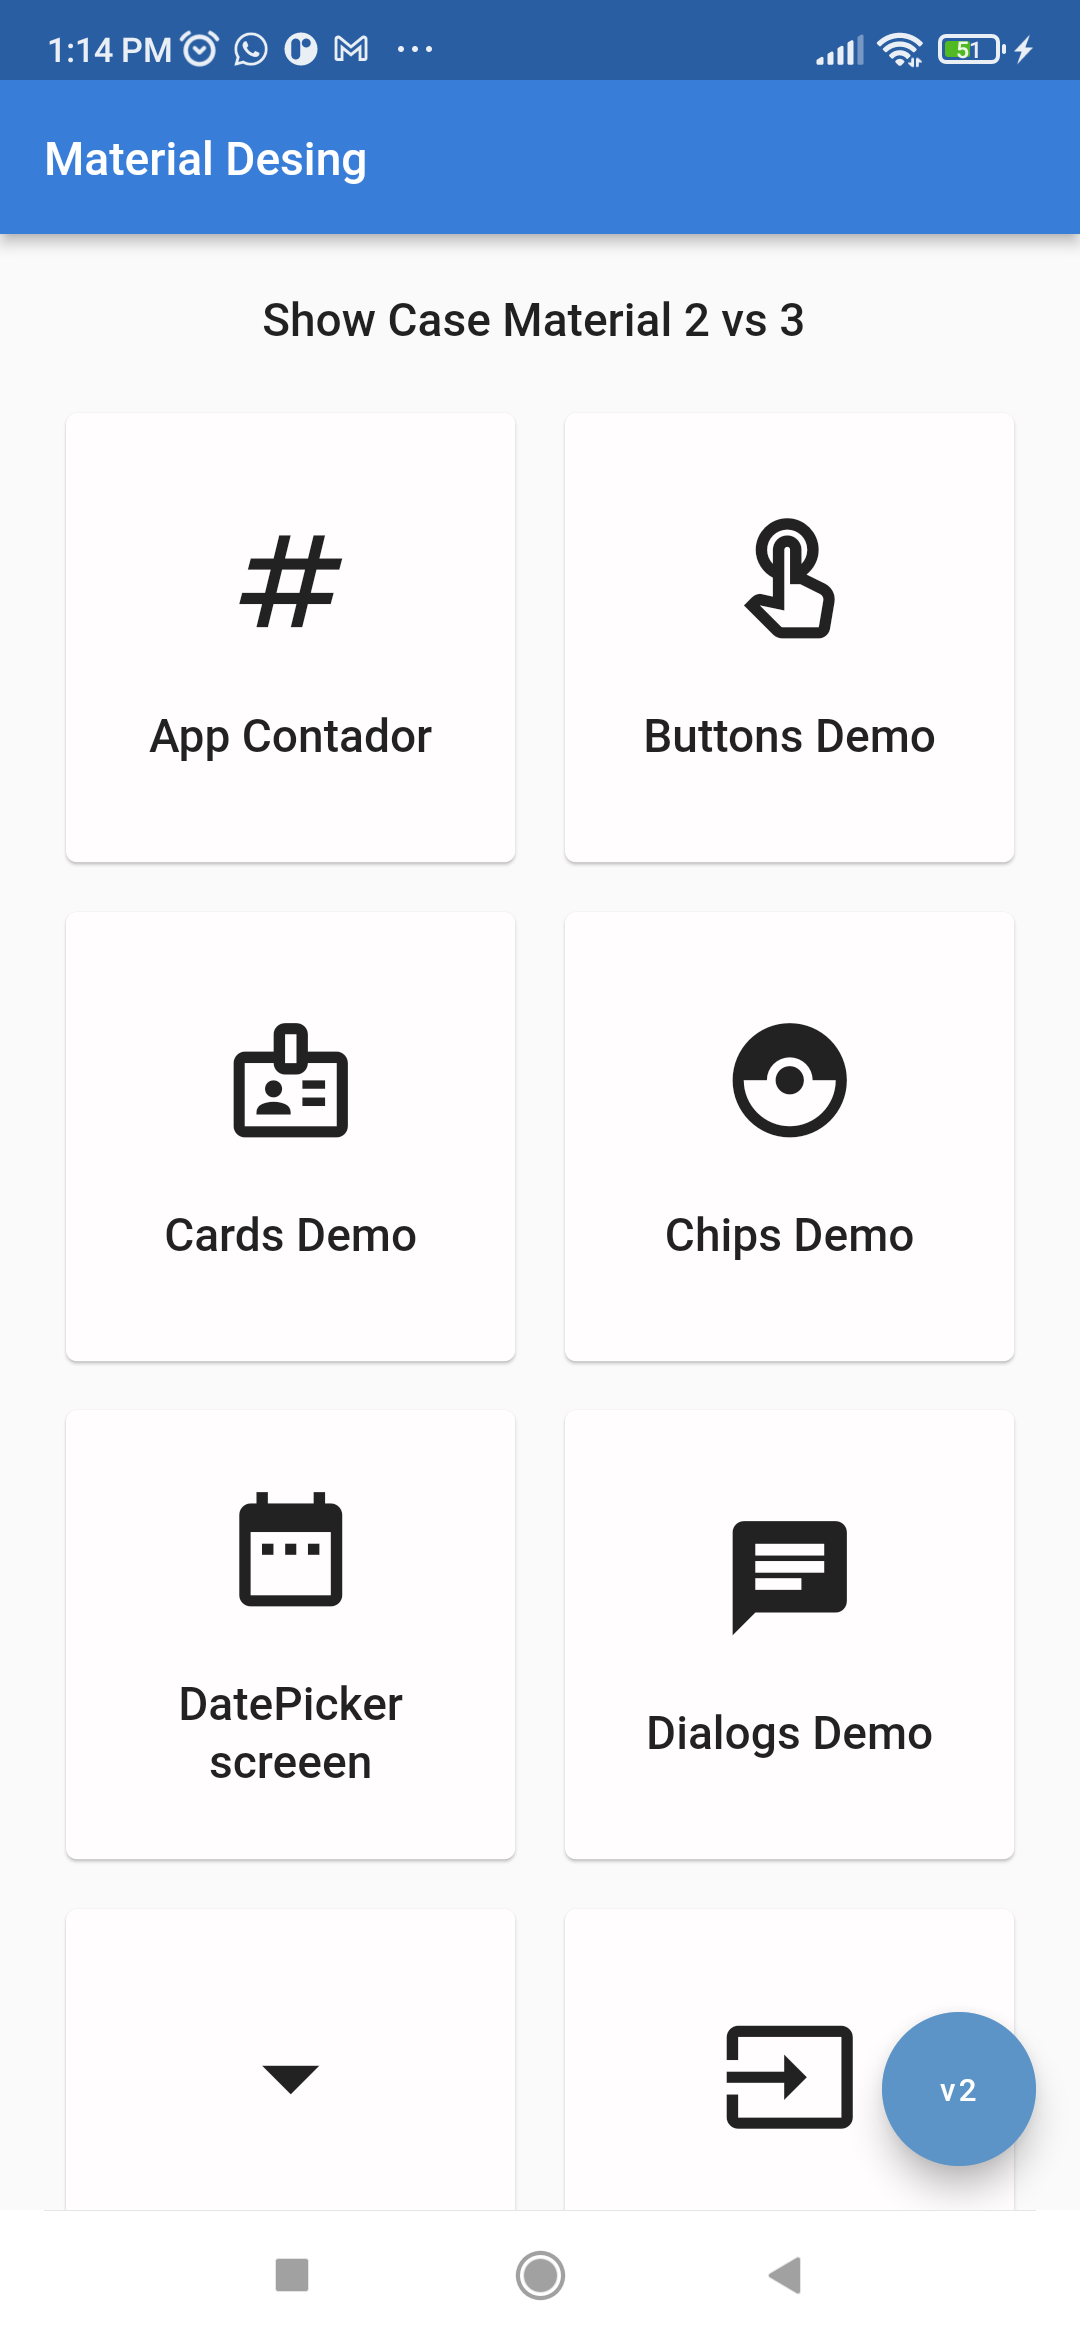 1:14 PM
51
Material Desing
Show Case Material 2 vs 3
App Contador
Buttons Demo
Cards Demo
Chips Demo
DatePicker
screeen
Dialogs Demo
v2